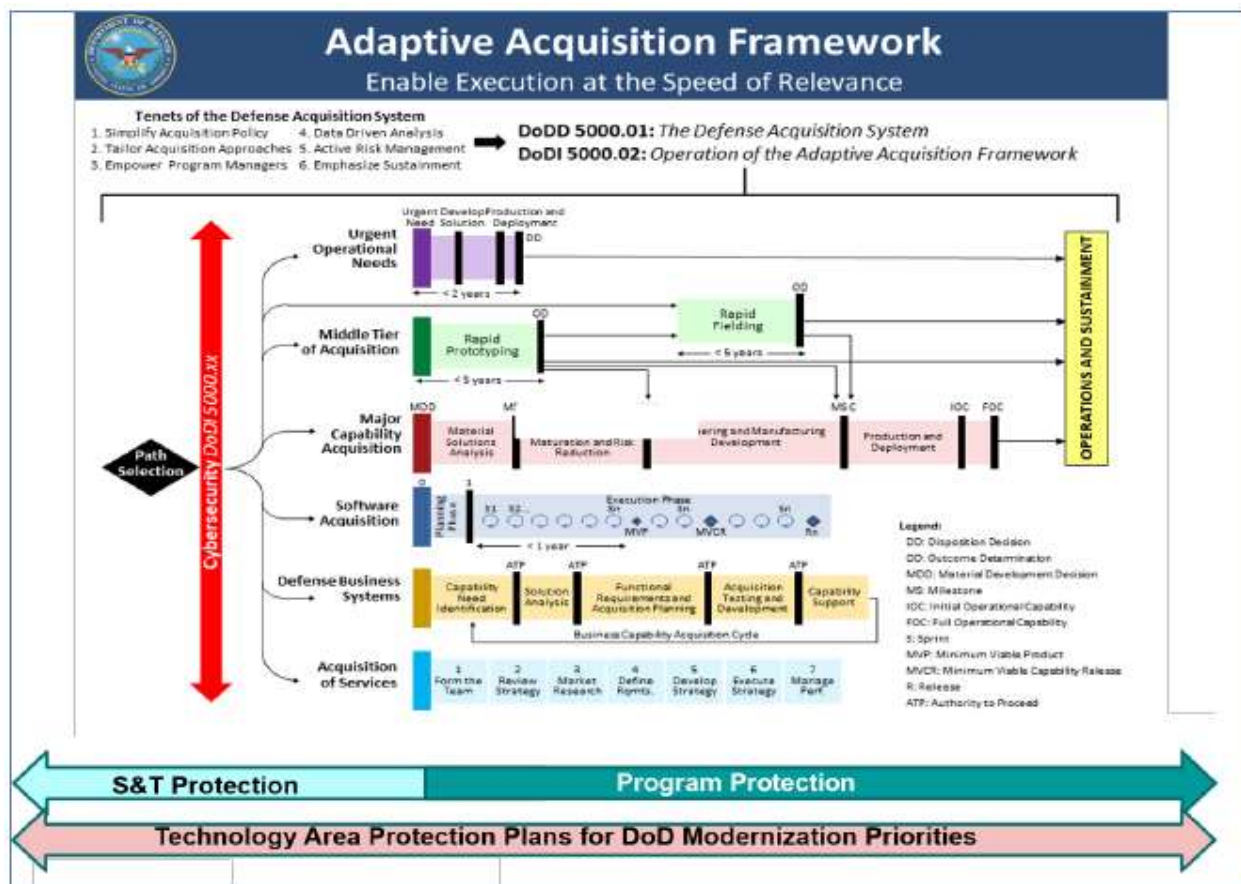 Adaptive Acquisition Framework
Enable Execution at the Speed of Relevance
Tenets of the Defense Acquisition System
1. Simplify Acquisition Policy
2. Tailor Acquisition Approaches
3. Empower Program Managers
4. Data Driven Analysis
5. Active Risk Management
6. Emphasize Sustainment
DoDD 5000.01: The Defense Acquisition System
DoDI 5000.02: Operation of the Adaptive Acquisition Framework
Path
Selection
Cybersecurity DoDI 5000.xx
Urgent
Operational
Needs
Urgent
Need
Develop
Solution
Production and
Deployment
DD
< 2 years
Middle Tier
of Acquisition
Rapid
Prototyping
OD
< 5 years
Rapid
Fielding
OD
< 5 years
Major
Capability
Acquisition
MDD
Material
Solutions
Analysis
Maturation and Risk
Reduction
ering and Manufacturing
Development
MS C
Production and
Deployment
IOC
FOC
OPERATIONS AND SUSTAINMENT
Software
Acquisition
0
1
Planning
Phase
Execution Phase
S1
S2...
Sn
Sn
Sn
MVP
MVCR
Rn
< 1 year
Defense Business
Systems
Capability
Need
Identification
ATP
Solution
Analysis
ATP
Functional
Requirements and
Acquisition Planning
ATP
Acquisition
Testing and
Development
ATP
Capability
Support
Business Capability Acquisition Cycle
Acquisition
of Services
1
Form the
Team
2
Review
Strategy
3
Market
Research
4
Define
Rqmts.
5
Develop
Strategy
6
Execute
Strategy
7
Manage
Perf.
Legend:
DD: Disposition Decision
OD: Outcome Determination
MDD: Material Development Decision
MS: Milestone
IOC: Initial Operational Capability
FOC: Full Operational Capability
S: Sprint
MVP: Minimum Viable Product
MVCR: Minimum Viable Capability Release
R: Release
ATP: Authority to Proceed
S&T Protection
Program Protection
Technology Area Protection Plans for DoD Modernization Priorities